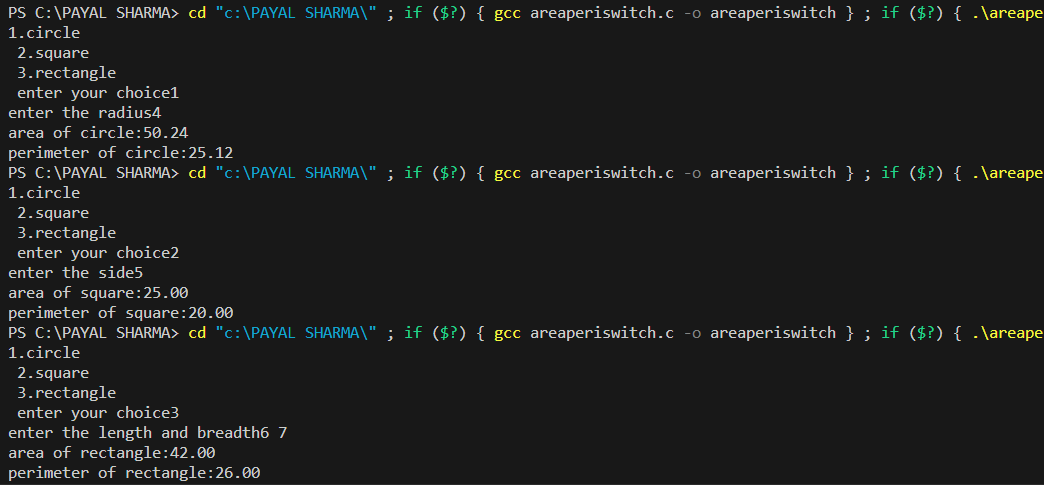 PS C:\PAYAL SHARMA> cd "c:\PAYAL SHARMA\" ; if ($?) { gcc areaperiswitch.c -o areaperiswitch } ; if ($?) { .\areape
1.circle
 2.square
 3.rectangle
 enter your choice1
enter the radius4
area of circle:50.24
perimeter of circle:25.12
PS C:\PAYAL SHARMA> cd "c:\PAYAL SHARMA\" ; if ($?) { gcc areaperiswitch.c -o areaperiswitch } ; if ($?) { .\areape
1.circle
 2.square
 3.rectangle
 enter your choice2
enter the side5
area of square:25.00
perimeter of square:20.00
PS C:\PAYAL SHARMA> cd "c:\PAYAL SHARMA\" ; if ($?) { gcc areaperiswitch.c -o areaperiswitch } ; if ($?) { .\areape
1.circle
 2.square
 3.rectangle
 enter your choice3
enter the length and breadth6 7
area of rectangle:42.00
perimeter of rectangle:26.00